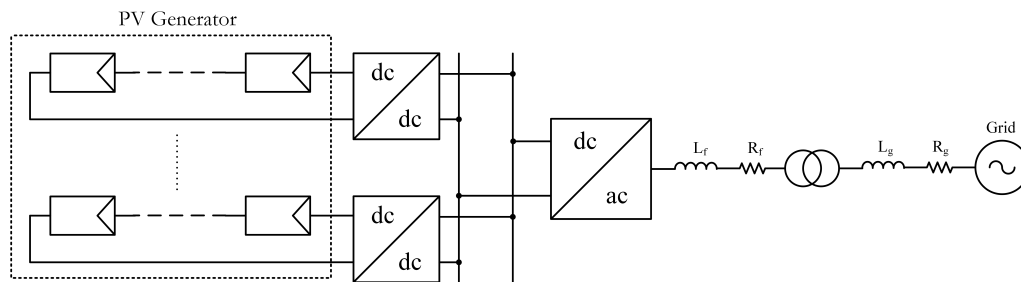 PV Generator
dc
dc
dc
ac
L_f
R_f
L_g
R_g
Grid
dc
dc